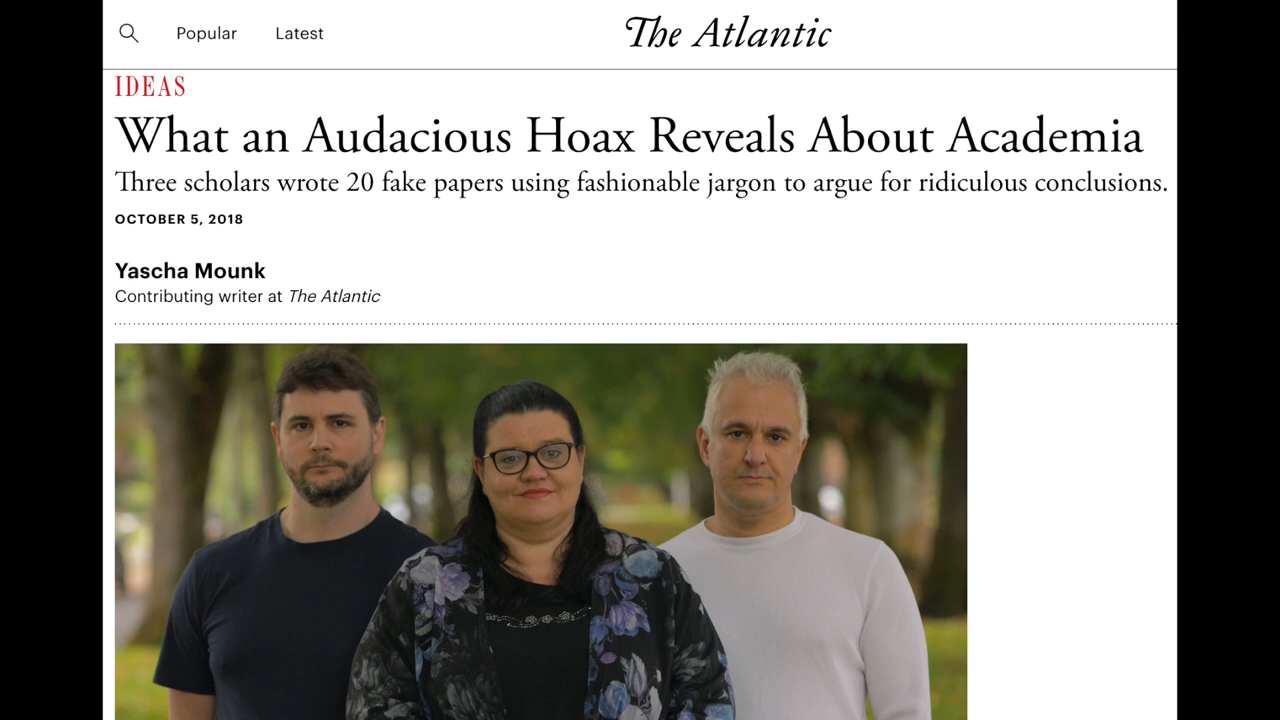 Popular Latest The Atlantic
IDEAS
What an Audacious Hoax Reveals About Academia
Three scholars wrote 20 fake papers using fashionable jargon to argue for ridiculous conclusions.
OCTOBER 5, 2018
Yascha Mounk
Contributing writer at The Atlantic